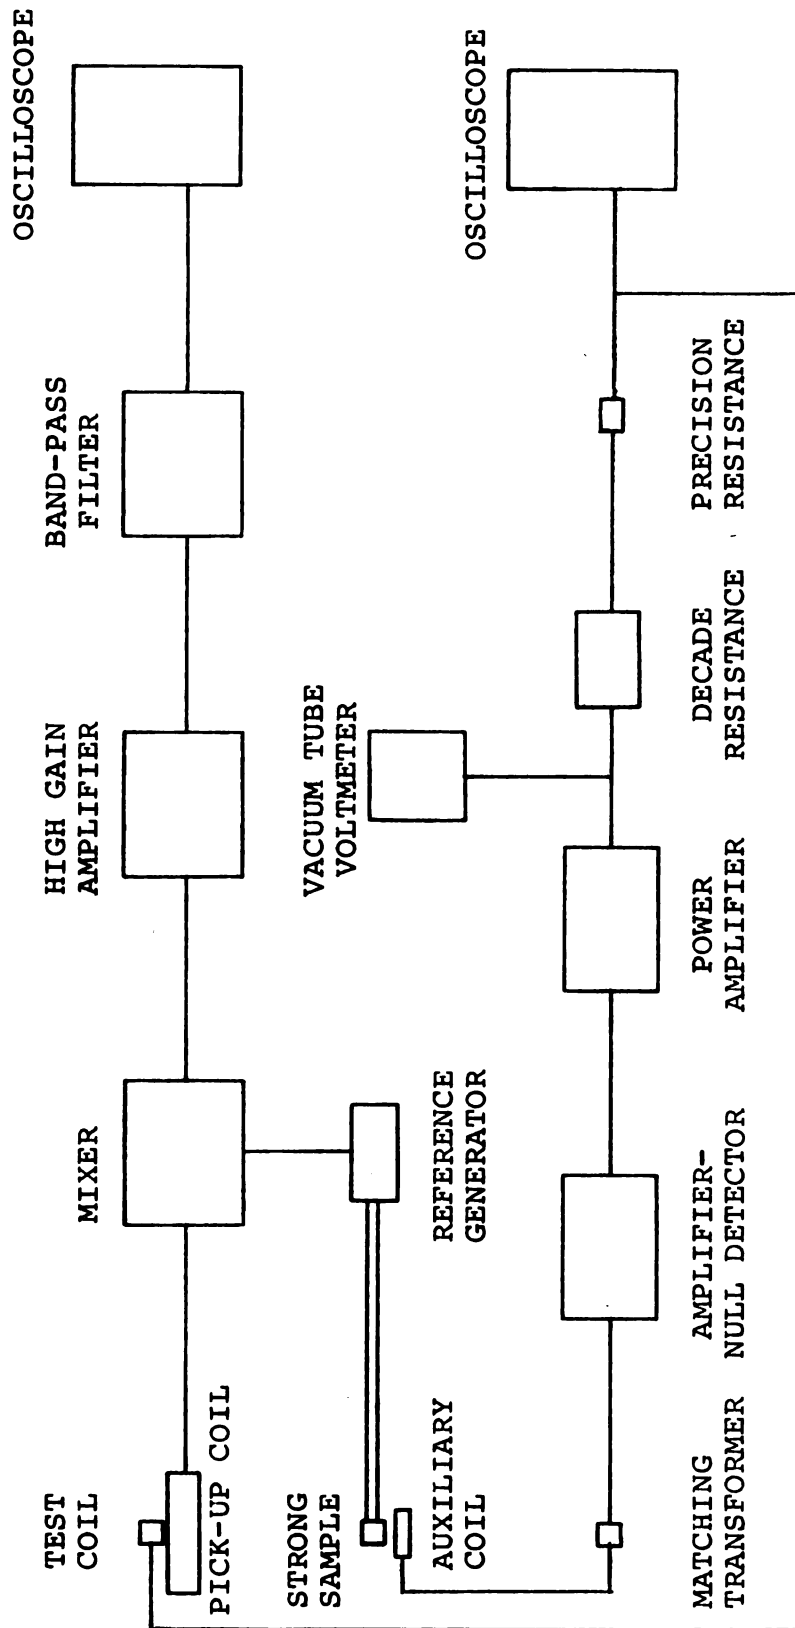 TEST
COIL
PICK-UP COIL
MIXER
HIGH GAIN
AMPLIFIER
BAND-PASS
FILTER
OSCILLOSCOPE
STRONG
SAMPLE
AUXILIARY
COIL
REFERENCE
GENERATOR
VACUUM TUBE
VOLTMETER
OSCILLOSCOPE
MATCHING
TRANSFORMER
AMPLIFIER-
NULL DETECTOR
POWER
AMPLIFIER
DECADE
RESISTANCE
PRECISION
RESISTANCE